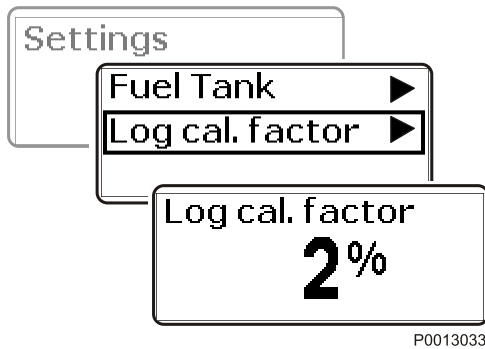 Settings
Fuel Tank
Log cal. factor
Log cal. factor
2%
P0013033